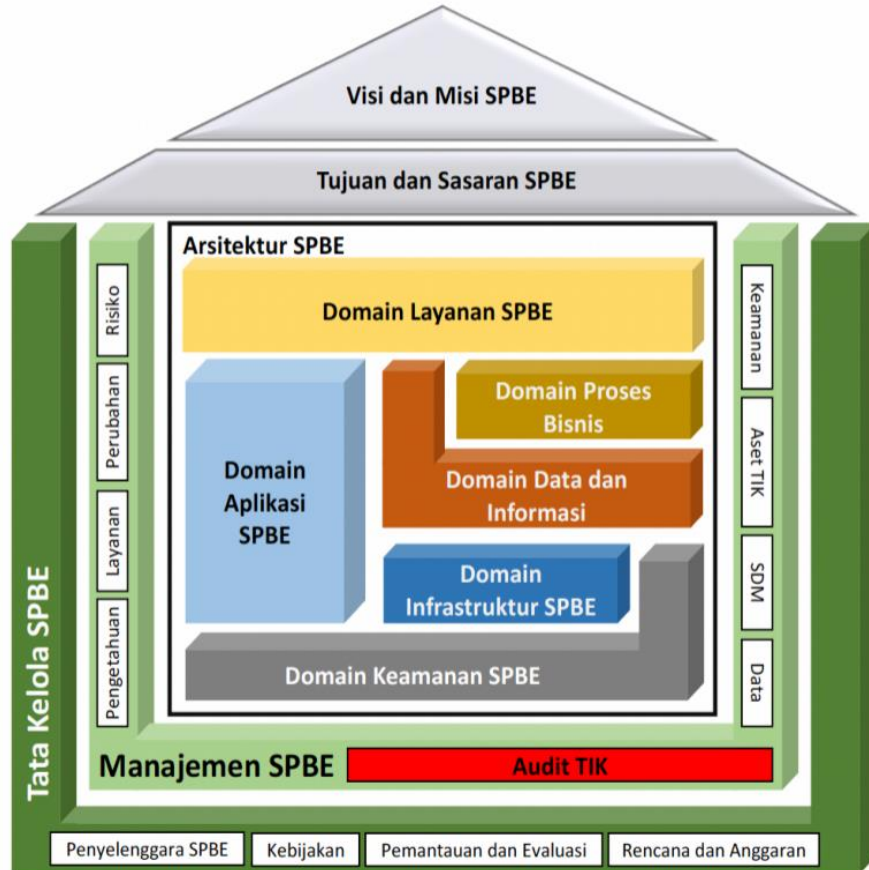 Visi dan Misi SPBE
Tujuan dan Sasaran SPBE
Arsitektur SPBE
Domain Layanan SPBE
Domain Proses
Bisnis
Domain Aplikasi
SPBE
Domain Data dan
Informasi
Domain
Infrastruktur SPBE
Domain Keamanan SPBE
Risiko
Perubahan
Layanan
Pengetahuan
Keamanan
Aset TIK
SDM
Data
Manajemen SPBE
Audit TIK
Tata Kelola SPBE
Penyelenggara SPBE
Kebijakan
Pemantauan dan Evaluasi
Rencana dan Anggaran